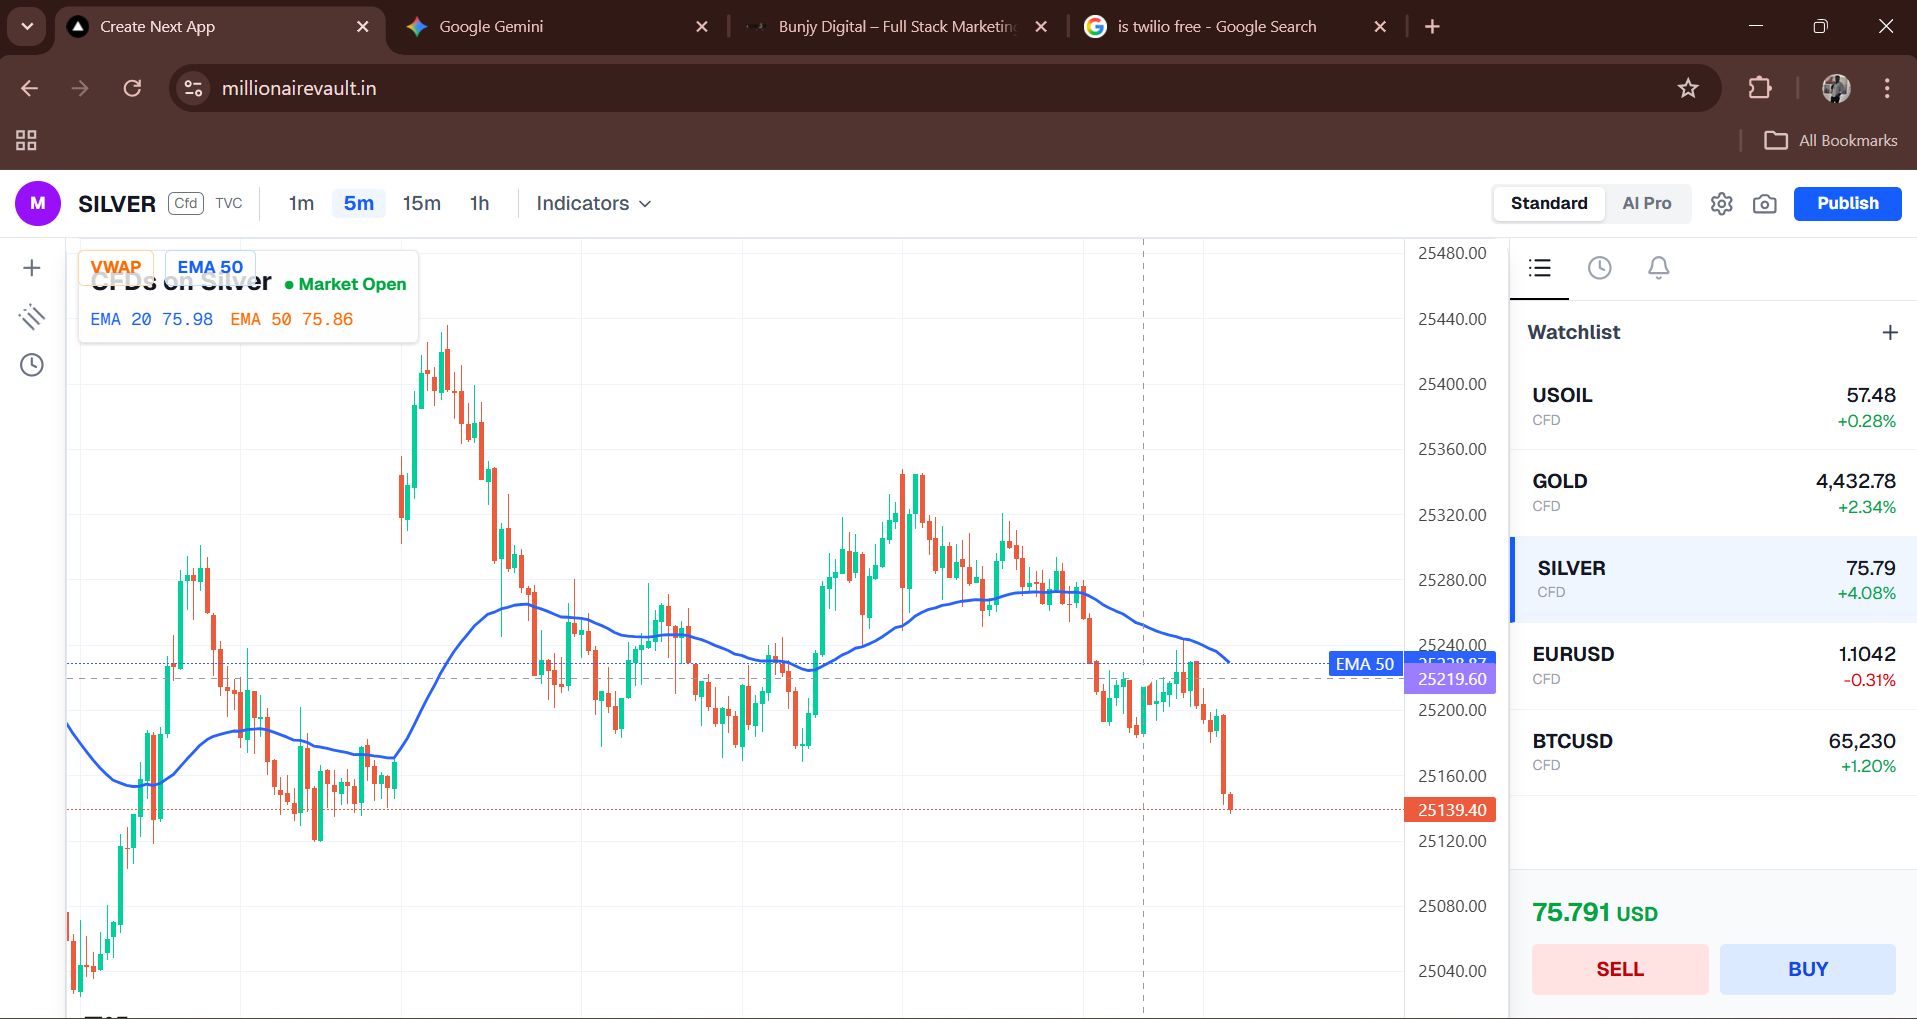 Create Next App
Google Gemini
Bunjy Digital – Full Stack Marketing
is twilio free - Google Search
millionairevault.in
All Bookmarks
M
SILVER
Cfd
TVC
1m
5m
15m
1h
Indicators
Standard
AI Pro
Publish
VWAP
EMA 50
CFDs on Silver
Market Open
EMA 20 75.98
EMA 50 75.86
25480.00
25440.00
25400.00
25360.00
25320.00
25280.00
25240.00
EMA 50
25228.87
25219.60
25200.00
25160.00
25139.40
25120.00
25080.00
25040.00
Watchlist
USOIL 57.48
CFD +0.28%
GOLD 4,432.78
CFD +2.34%
SILVER 75.79
CFD +4.08%
EURUSD 1.1042
CFD -0.31%
BTCUSD 65,230
CFD +1.20%
75.791 USD
SELL
BUY